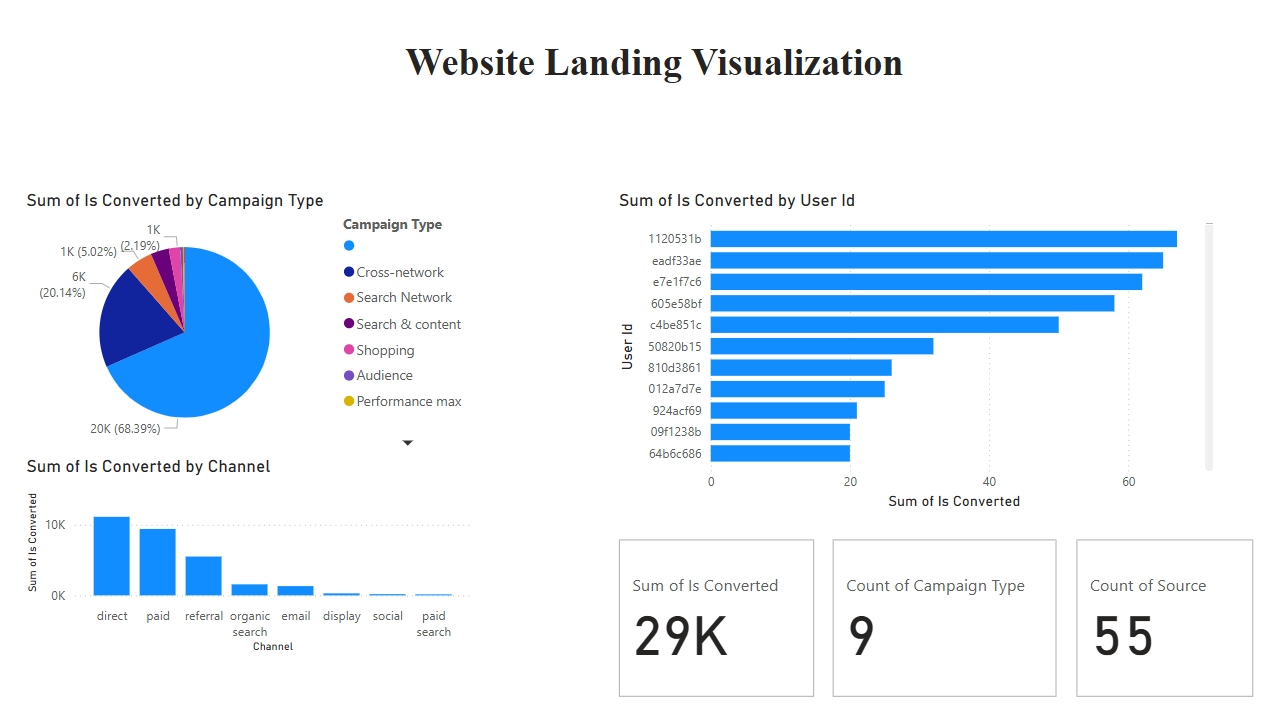 Website Landing Visualization
Sum of Is Converted by Campaign Type
1K
(2.19%)
1K (5.02%)
6K
(20.14%)
20K (68.39%)
Campaign Type
Cross-network
Search Network
Search & content
Shopping
Audience
Performance max
Sum of Is Converted by Channel
Sum of Is Converted
10K
0K
direct
paid
referral
organic
search
email
display
social
paid
search
Channel
Sum of Is Converted by User Id
User Id
1120531b
eadf33ae
e7e1f7c6
605e58bf
c4be851c
50820b15
810d3861
012a7d7e
924acf69
09f1238b
64b6c686
0
20
40
60
Sum of Is Converted
Sum of Is Converted
29K
Count of Campaign Type
9
Count of Source
55